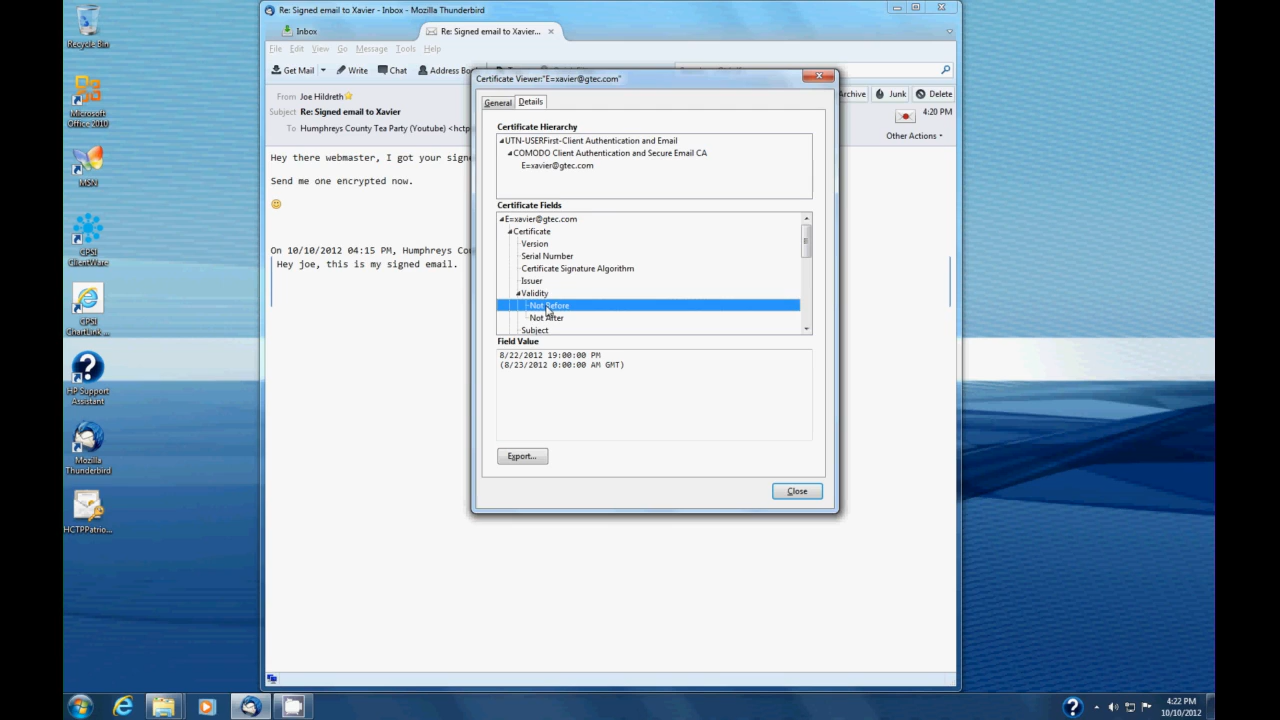 Recycle Bin
Microsoft
Office 2010
MSN
CPSI
ClientWare
CPSI
ChartLink ...
HP Support
Assistant
Mozilla
Thunderbird
HCTPPatrio...
Re: Signed email to Xavier - Inbox - Mozilla Thunderbird
Inbox
Re: Signed email to Xavier...
File Edit View Go Message Tools Help
Get Mail Write Chat Address
From Joe Hildreth
Subject Re: Signed email to Xavier
To Humphreys County Tea Party (Youtube)
Archive Junk Delete
4:20 PM
Other Actions
Hey there webmaster, I got your
Send me one encrypted now.
On 10/10/2012 04:15 PM, Humphreys
Hey joe, this is my signed email.
Certificate Viewer:"E=xavier@gtec.com"
General Details
Certificate Hierarchy
UTN-USERFirst-Client Authentication and Email
COMODO Client Authentication and Secure Email CA
E=xavier@gtec.com
Certificate Fields
E=xavier@gtec.com
Certificate
Version
Serial Number
Certificate Signature Algorithm
Issuer
Validity
Not Before
Not After
Subject
Field Value
8/22/2012 19:00:00 PM
(8/23/2012 0:00:00 AM GMT)
Export...
Close
4:22 PM
10/10/2012